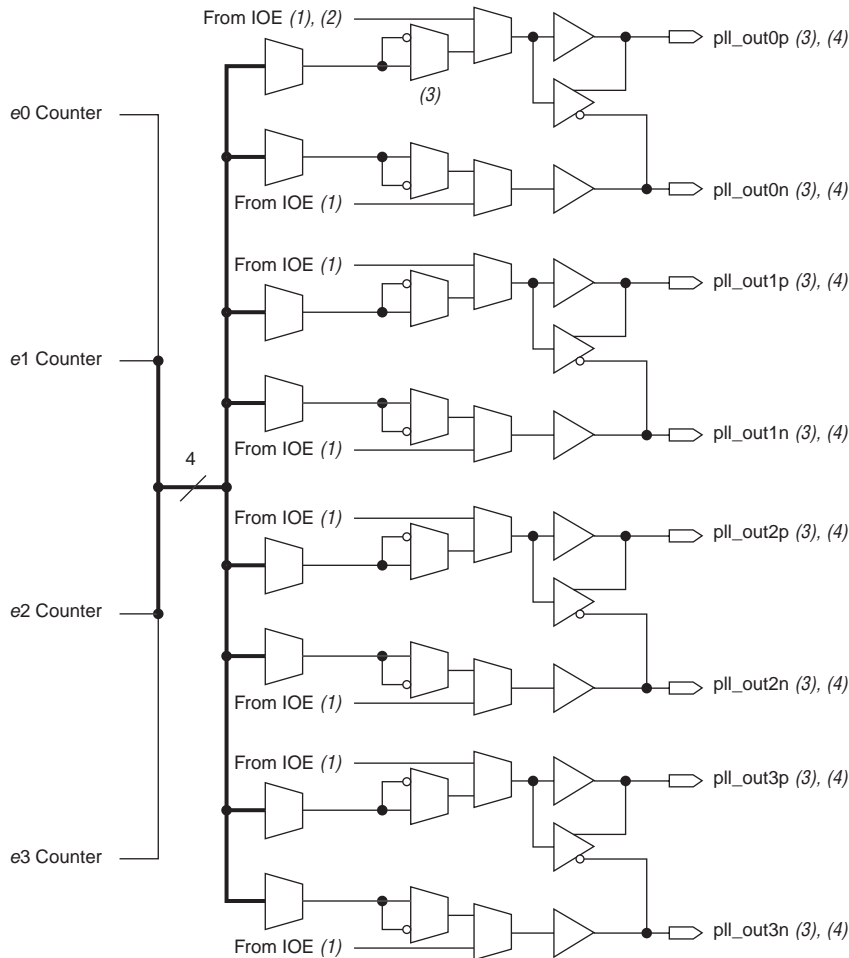 From IOE (1), (2)
pll_out0p (3), (4)
(3)
e0 Counter
pll_out0n (3), (4)
From IOE (1)
From IOE (1)
pll_out1p (3), (4)
e1 Counter
pll_out1n (3), (4)
From IOE (1)
4
From IOE (1)
pll_out2p (3), (4)
e2 Counter
pll_out2n (3), (4)
From IOE (1)
From IOE (1)
pll_out3p (3), (4)
e3 Counter
pll_out3n (3), (4)
From IOE (1)